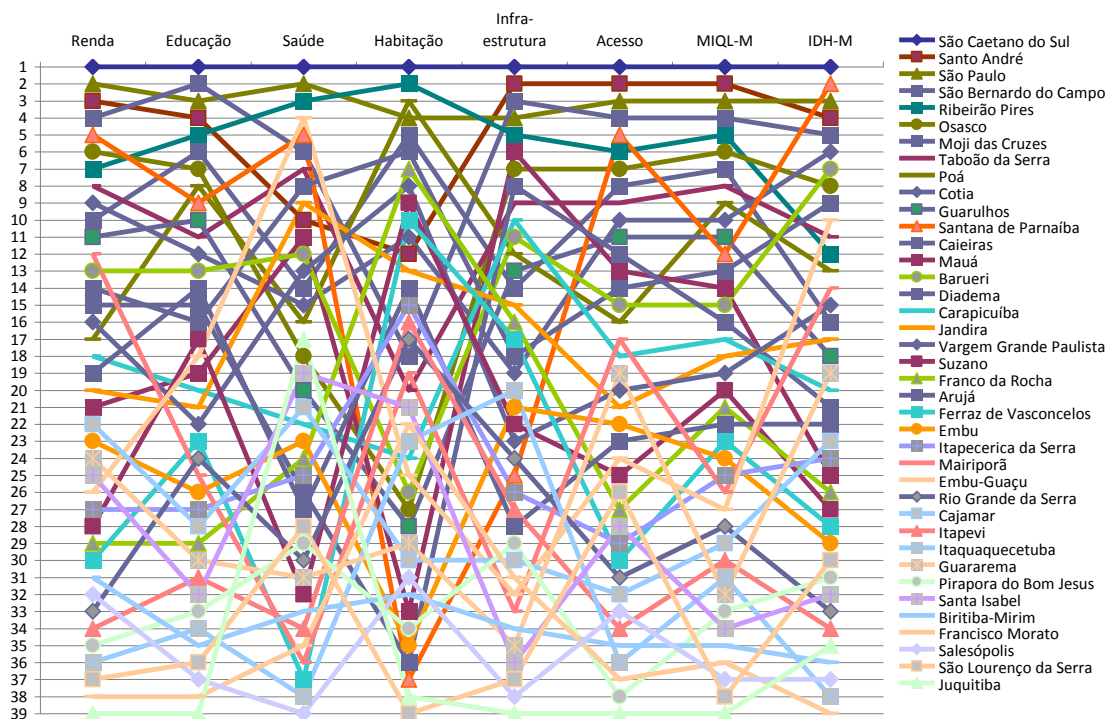 Infra-
Renda Educação Saúde Habitação estrutura Acesso MIQL-M IDH-M
1
2
3
4
5
6
7
8
9
10
11
12
13
14
15
16
17
18
19
20
21
22
23
24
25
26
27
28
29
30
31
32
33
34
35
36
37
38
39
São Caetano do Sul
Santo André
São Paulo
São Bernardo do Campo
Ribeirão Pires
Osasco
Moji das Cruzes
Taboão da Serra
Poá
Cotia
Guarulhos
Santana de Parnaíba
Caieiras
Mauá
Barueri
Diadema
Carapicuíba
Jandira
Vargem Grande Paulista
Suzano
Franco da Rocha
Arujá
Ferraz de Vasconcelos
Embu
Itapecerica da Serra
Mairiporã
Embu-Guaçu
Rio Grande da Serra
Cajamar
Itapevi
Itaquaquecetuba
Guararema
Pirapora do Bom Jesus
Santa Isabel
Biritiba-Mirim
Francisco Morato
Salesópolis
São Lourenço da Serra
Juquitiba